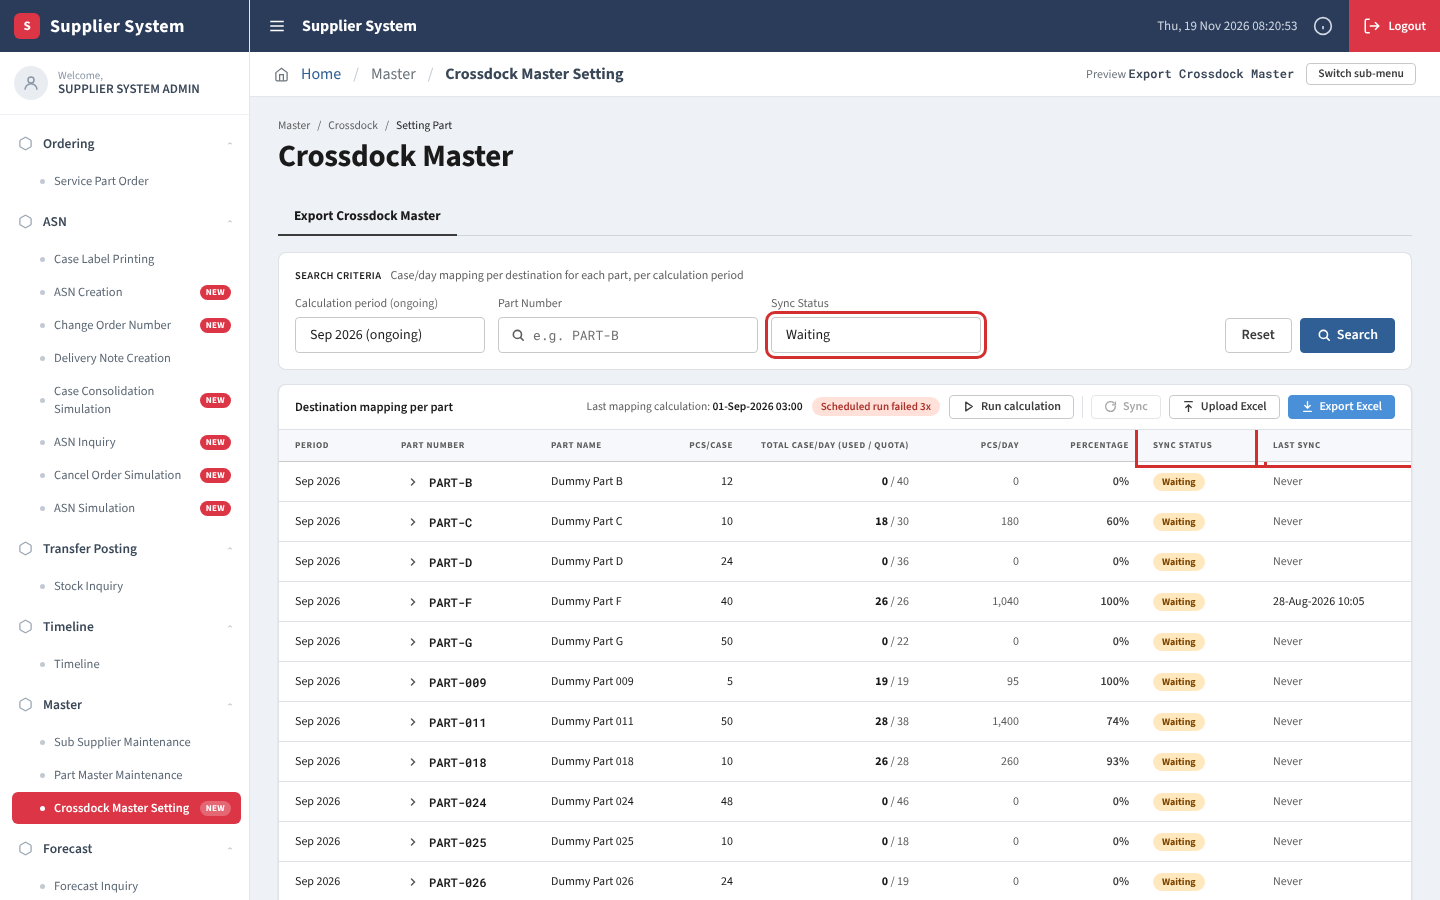 S Supplier System
Supplier System
Thu, 19 Nov 2026 08:20:53
Logout
Welcome,
SUPPLIER SYSTEM ADMIN
Home / Master / Crossdock Master Setting
Preview Export Crossdock Master
Switch sub-menu
Ordering
Service Part Order
ASN
Case Label Printing
ASN Creation NEW
Change Order Number NEW
Delivery Note Creation
Case Consolidation
Simulation NEW
ASN Inquiry NEW
Cancel Order Simulation NEW
ASN Simulation NEW
Transfer Posting
Stock Inquiry
Timeline
Timeline
Master
Sub Supplier Maintenance
Part Master Maintenance
Crossdock Master Setting NEW
Forecast
Forecast Inquiry
Master / Crossdock / Setting Part
Crossdock Master
Export Crossdock Master
SEARCH CRITERIA Case/day mapping per destination for each part, per calculation period
Calculation period (ongoing) Part Number Sync Status
Sep 2026 (ongoing) e.g. PART-B Waiting Reset Search
Destination mapping per part Last mapping calculation: 01-Sep-2026 03:00 Scheduled run failed 3x Run calculation Sync Upload Excel Export Excel
PERIOD PART NUMBER PART NAME PCS/CASE TOTAL CASE/DAY (USED / QUOTA) PCS/DAY PERCENTAGE SYNC STATUS LAST SYNC
Sep 2026 PART-B Dummy Part B 12 0 / 40 0 0% Waiting Never
Sep 2026 PART-C Dummy Part C 10 18 / 30 180 60% Waiting Never
Sep 2026 PART-D Dummy Part D 24 0 / 36 0 0% Waiting Never
Sep 2026 PART-F Dummy Part F 40 26 / 26 1,040 100% Waiting 28-Aug-2026 10:05
Sep 2026 PART-G Dummy Part G 50 0 / 22 0 0% Waiting Never
Sep 2026 PART-009 Dummy Part 009 5 19 / 19 95 100% Waiting Never
Sep 2026 PART-011 Dummy Part 011 50 28 / 38 1,400 74% Waiting Never
Sep 2026 PART-018 Dummy Part 018 10 26 / 28 260 93% Waiting Never
Sep 2026 PART-024 Dummy Part 024 48 0 / 46 0 0% Waiting Never
Sep 2026 PART-025 Dummy Part 025 10 0 / 18 0 0% Waiting Never
Sep 2026 PART-026 Dummy Part 026 24 0 / 19 0 0% Waiting Never